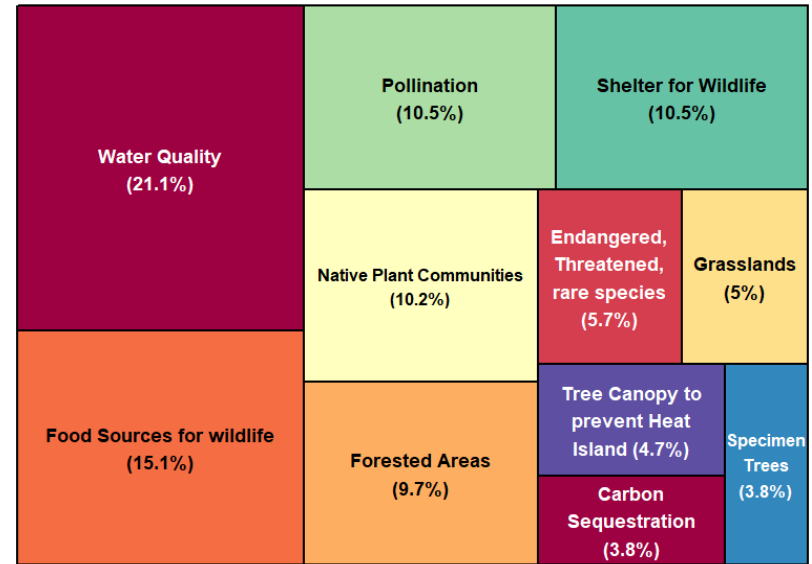 Water Quality
(21.1%)
Food Sources for wildlife
(15.1%)
Pollination
(10.5%)
Shelter for Wildlife
(10.5%)
Native Plant Communities
(10.2%)
Forested Areas
(9.7%)
Endangered,
Threatened,
rare species
(5.7%)
Grasslands
(5%)
Tree Canopy to
prevent Heat
Island (4.7%)
Carbon
Sequestration
(3.8%)
Specimen
Trees
(3.8%)